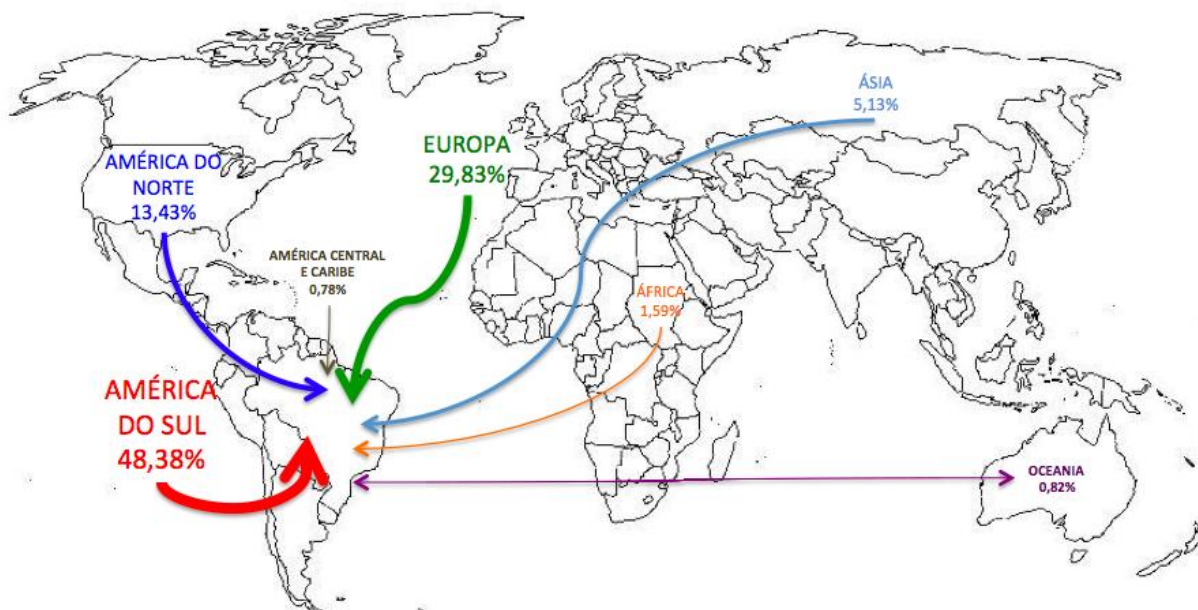 ÁSIA
5,13%
EUROPA
29,83%
AMÉRICA DO
NORTE
13,43%
AMÉRICA CENTRAL
E CARIBE
0,78%
ÁFRICA
1,59%
AMÉRICA
DO SUL
48,38%
OCEANIA
0,82%